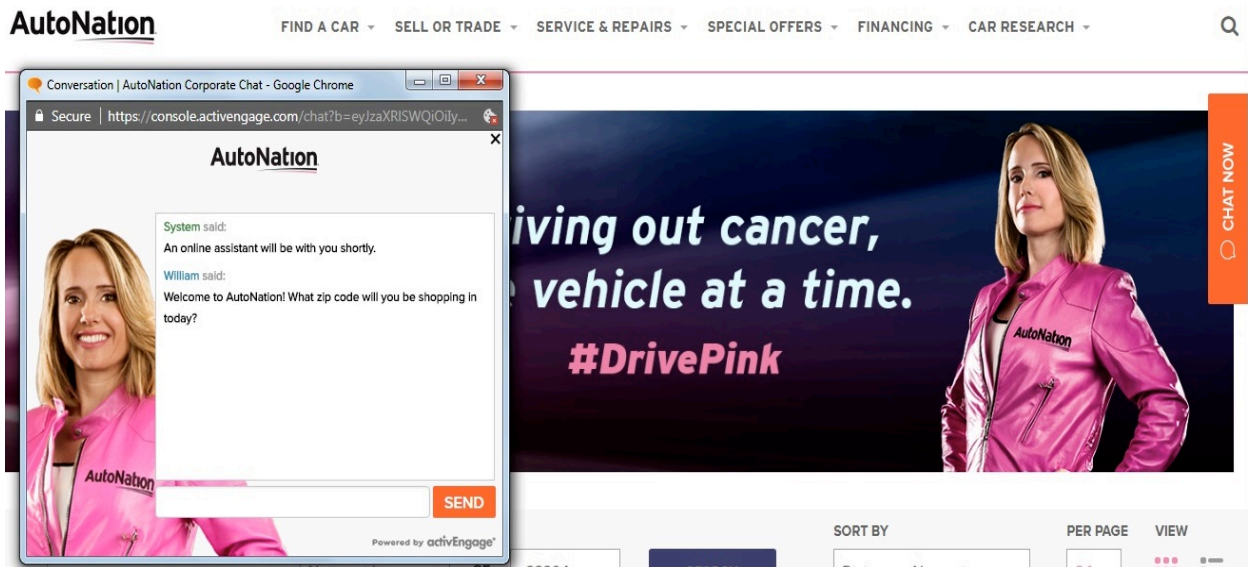 AutoNation
FIND A CAR
SELL OR TRADE
SERVICE & REPAIRS
SPECIAL OFFERS
FINANCING
CAR RESEARCH
Conversation | AutoNation Corporate Chat - Google Chrome
Secure | https://console.activengage.com/chat?b=eyJzaXRlSWQiOiIy...
AutoNation
System said:
An online assistant will be with you shortly.
William said:
Welcome to AutoNation! What zip code will you be shopping in
today?
AutoNation
SEND
Powered by activEngage®
iving out cancer,
vehicle at a time.
#DrivePink
AutoNation
CHAT NOW
SORT BY
PER PAGE
VIEW